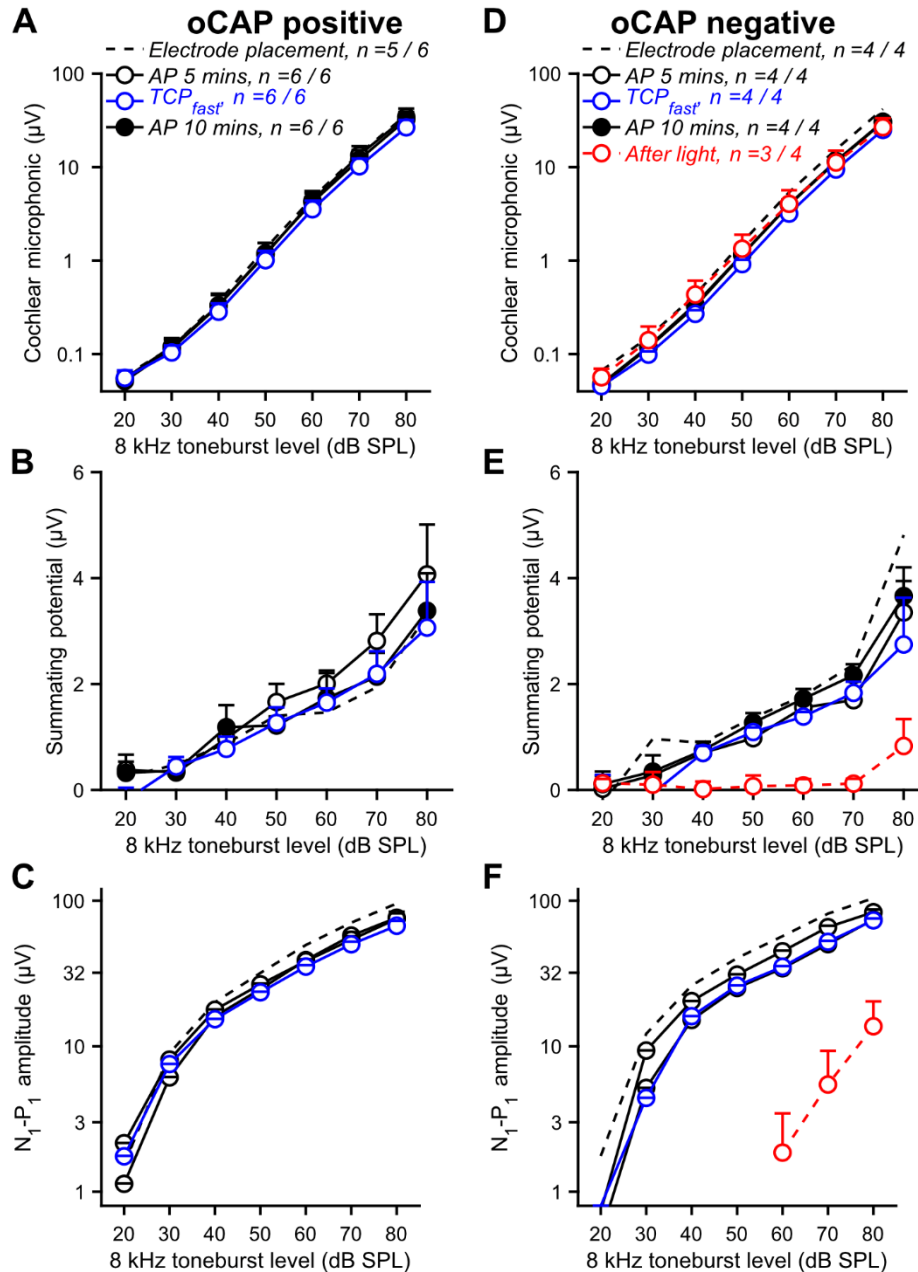 A oCAP positive
Electrode placement, n =5 / 6
AP 5 mins, n =6 / 6
TCPfast, n =6 / 6
AP 10 mins, n =6 / 6
Cochlear microphonic (µV)
100
10
1
0.1
20 30 40 50 60 70 80
8 kHz toneburst level (dB SPL)
D oCAP negative
Electrode placement, n =4 / 4
AP 5 mins, n =4 / 4
TCPfast, n =4 / 4
AP 10 mins, n =4 / 4
After light, n =3 / 4
Cochlear microphonic (µV)
100
10
1
0.1
20 30 40 50 60 70 80
8 kHz toneburst level (dB SPL)
B
Summating potential (µV)
6
4
2
0
20 30 40 50 60 70 80
8 kHz toneburst level (dB SPL)
E
Summating potential (µV)
6
4
2
0
20 30 40 50 60 70 80
8 kHz toneburst level (dB SPL)
C
N1-P1 amplitude (µV)
100
32
10
3
1
20 30 40 50 60 70 80
8 kHz toneburst level (dB SPL)
F
N1-P1 amplitude (µV)
100
32
10
3
1
20 30 40 50 60 70 80
8 kHz toneburst level (dB SPL)